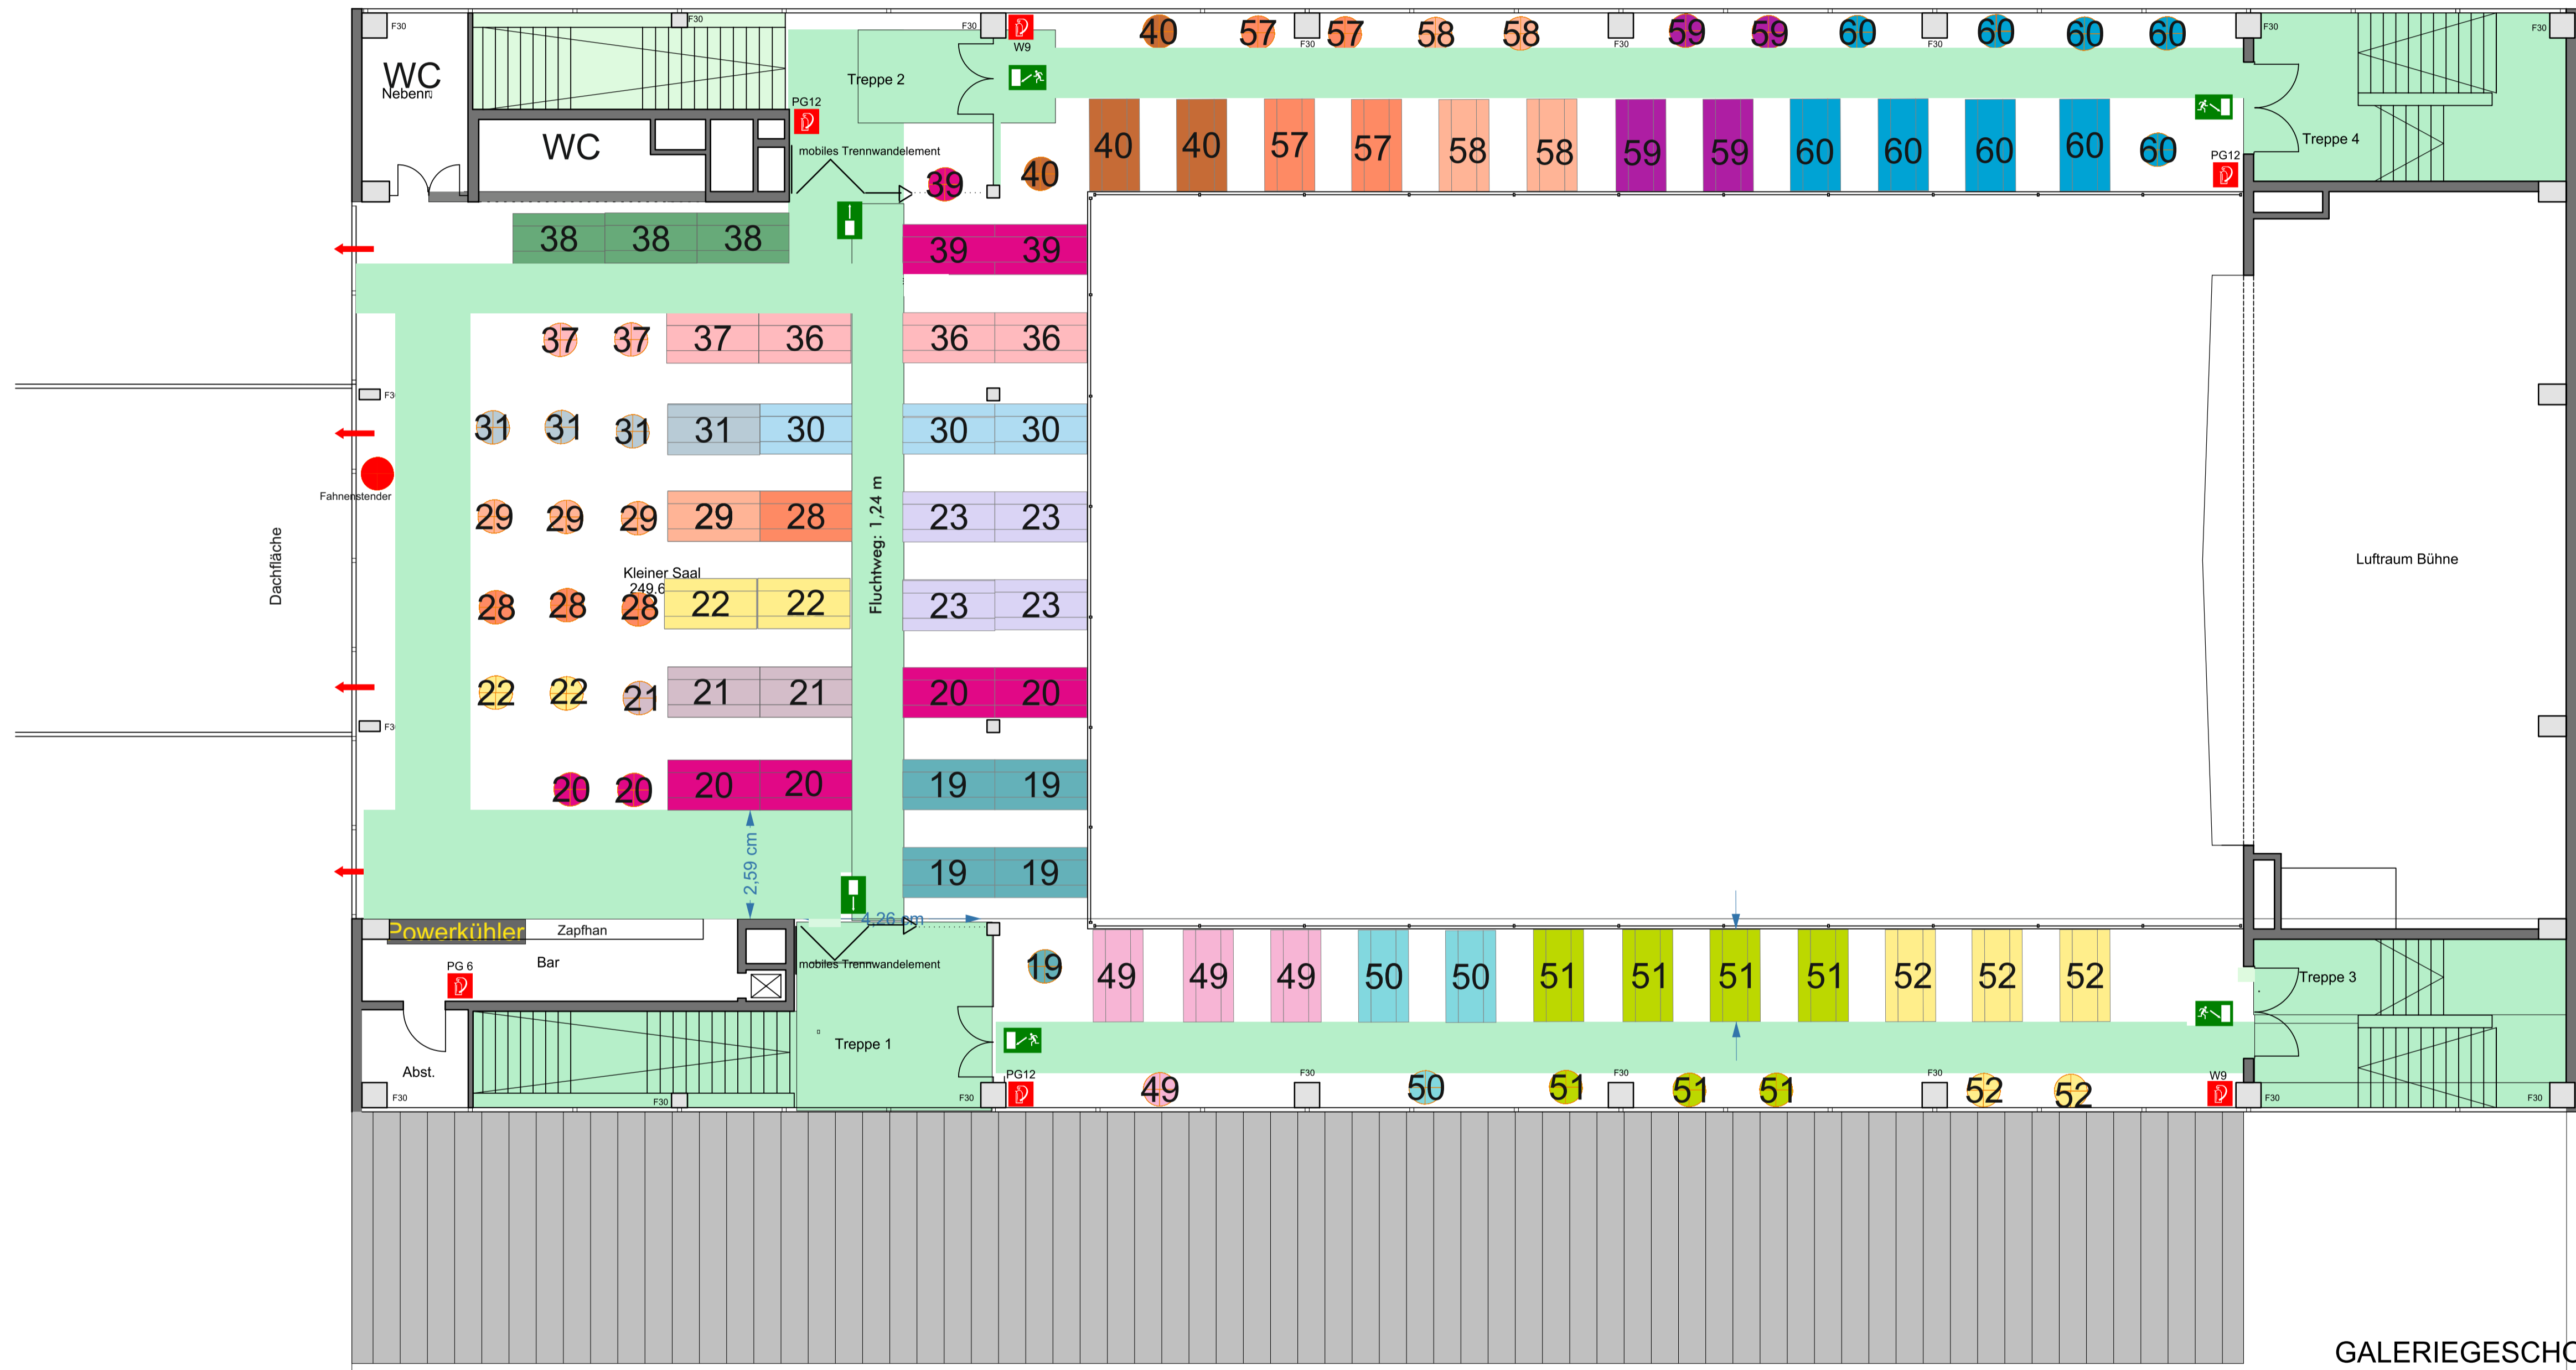 F30 F30 F30 W9 40 57 F30 57 58 58 F30 59 59 60 F30 60 60 60 F30 F30
WC
Nebenr.
Treppe 2
PG12
WC
mobiles Trennwandelement
39 40 40 40 57 57 58 58 59 59 60 60 60 60 60
PG12
Treppe 4
38 38 38 39 39
37 37 37 36 36 36
F3
31 31 31 31 30 30 30
Fahnenstender
29 29 29 29 28 23 23
Dachfläche
Fluchtweg: 1,24 m
Kleiner Saal
249.6
28 28 28 22 22 23 23
Luftraum Bühne
22 22 21 21 21 20 20
F3
20 20 20 20 19 19
2,59 cm
19 19
4,26 cm
Powerkühler
Zapfhan
Bar
PG 6
mobiles Trennwandelement
19 49 49 49 50 50 51 51 51 51 52 52 52
Treppe 3
Treppe 1
Abst.
PG12
F30 F30 F30
49 F30 50 51 F30 51 51 F30 52 52
W9
F30 F30
GALERIEGESCHO